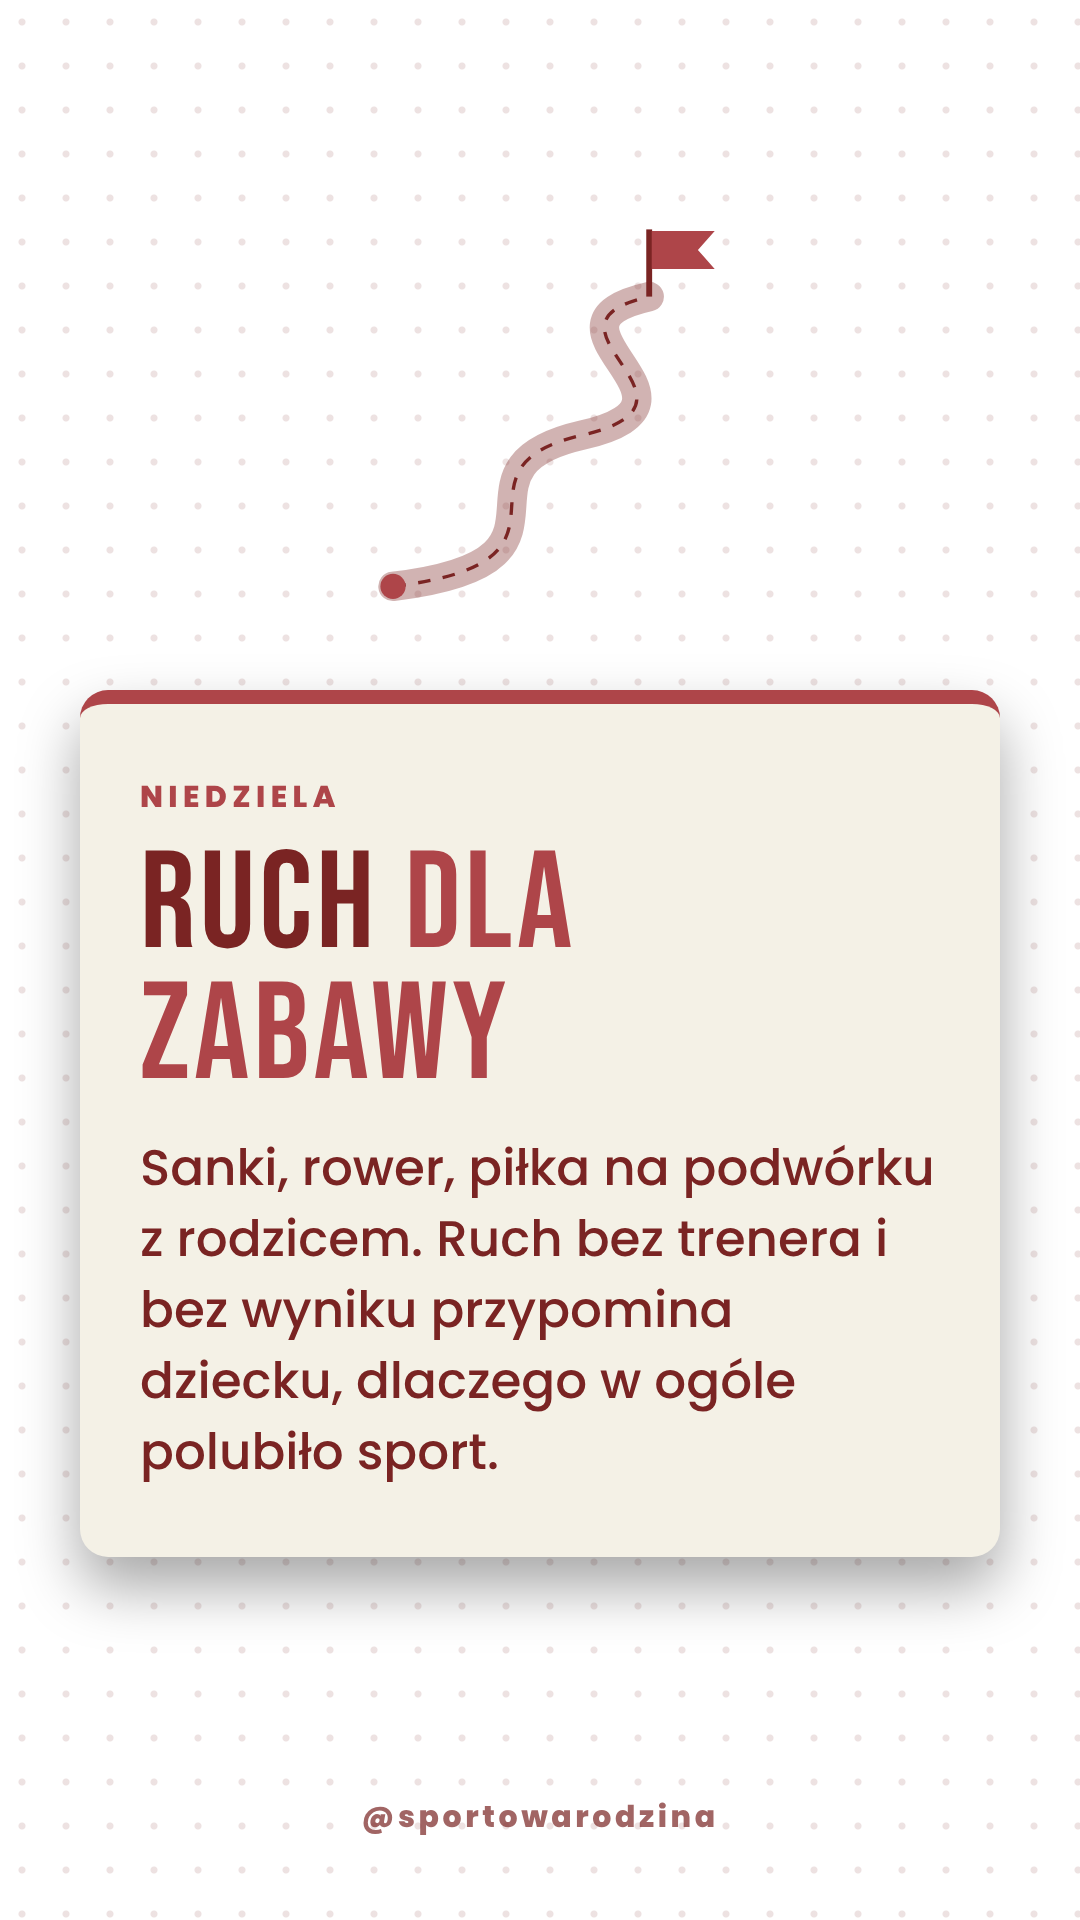 NIEDZIELA
RUCH DLA
ZABAWY
Sanki, rower, piłka na podwórku
z rodzicem. Ruch bez trenera i
bez wyniku przypomina
dziecku, dlaczego w ogóle
polubiło sport.
@sportowarodzina